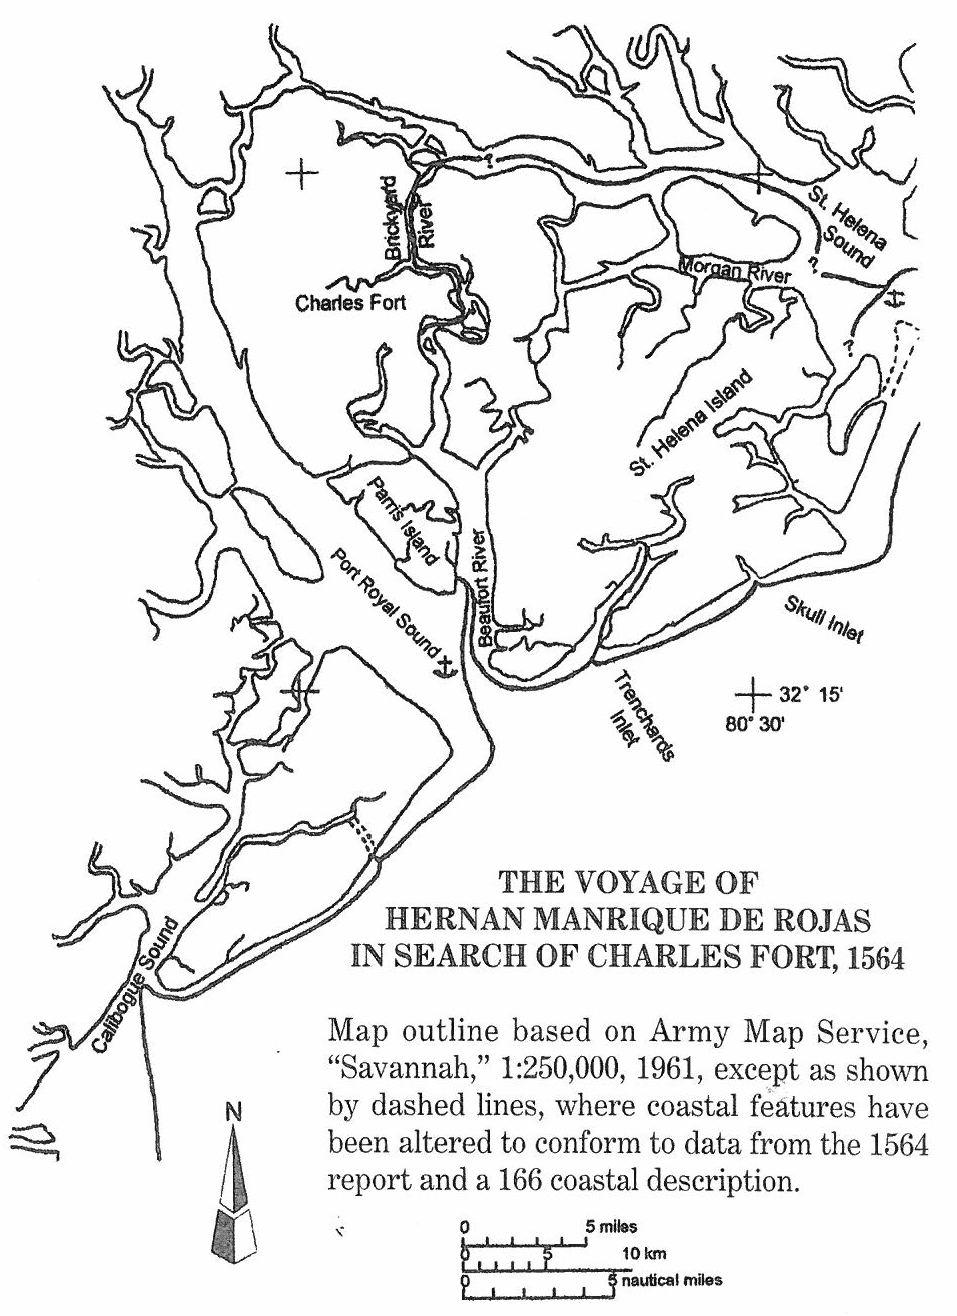 ?
Brickyard
River
St. Helena
Sound
?
Morgan River
Charles Fort
?
St. Helena Island
Parris Island
Port Royal Sound
Beaufort River
Skull Inlet
Trenchards
Inlet
32° 15'
80° 30'
THE VOYAGE OF
HERNAN MANRIQUE DE ROJAS
IN SEARCH OF CHARLES FORT, 1564
Calibogue Sound
Map outline based on Army Map Service,
“Savannah,” 1:250,000, 1961, except as shown
by dashed lines, where coastal features have
been altered to conform to data from the 1564
report and a 166 coastal description.
N
0 5 miles
0 5 10 km
0 5 nautical miles